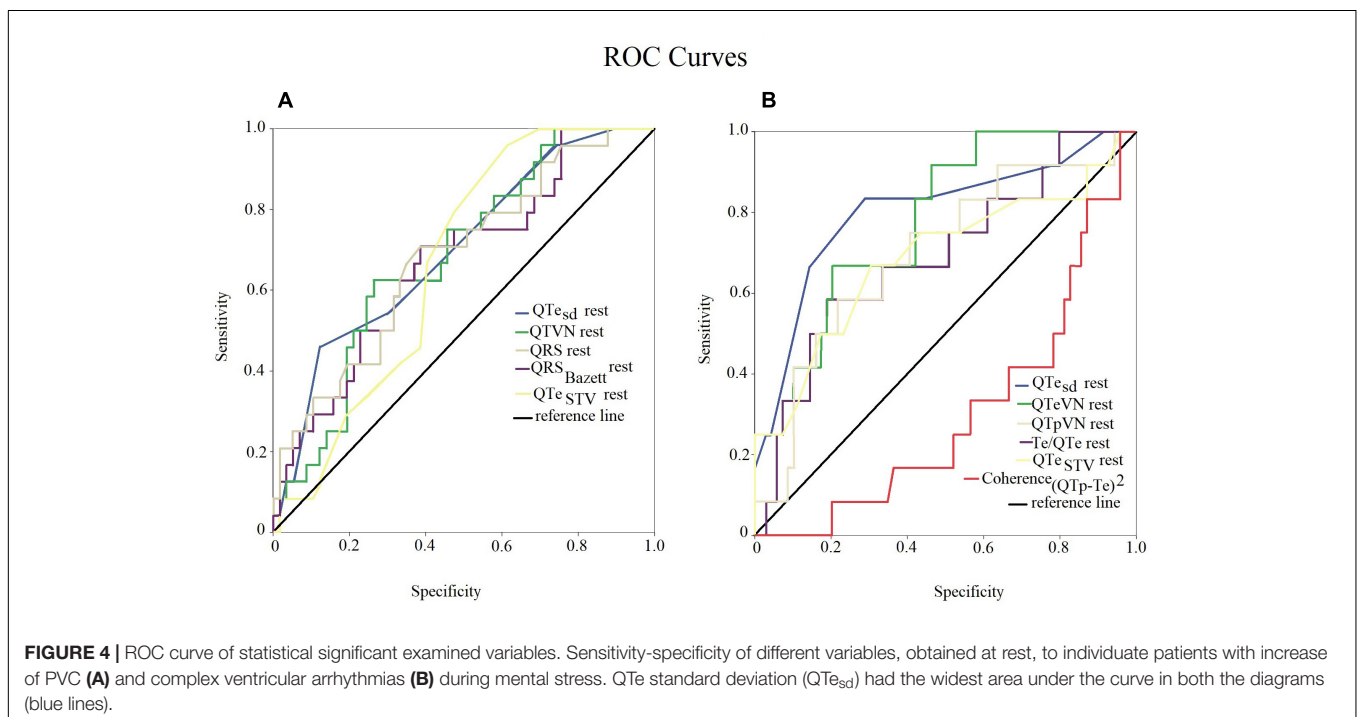 ROC Curves
A
1.0
0.8
0.6
0.4
0.2
0
Sensitivity
QTesd rest
QTVN rest
QRS rest
QRS Bazett rest
QTe STV rest
reference line
0 0.2 0.4 0.6 0.8 1.0
Specificity
B
1.0
0.8
0.6
0.4
0.2
0
Sensitivity
QTesd rest
QTeVN rest
QTpVN rest
Te/QTe rest
QTe STV rest
Coherence(QTp-Te)2
reference line
0 0.2 0.4 0.6 0.8 1.0
Specificity
FIGURE 4 | ROC curve of statistical significant examined variables. Sensitivity-specificity of different variables, obtained at rest, to individuate patients with increase
of PVC (A) and complex ventricular arrhythmias (B) during mental stress. QTe standard deviation (QTesd) had the widest area under the curve in both the diagrams
(blue lines).